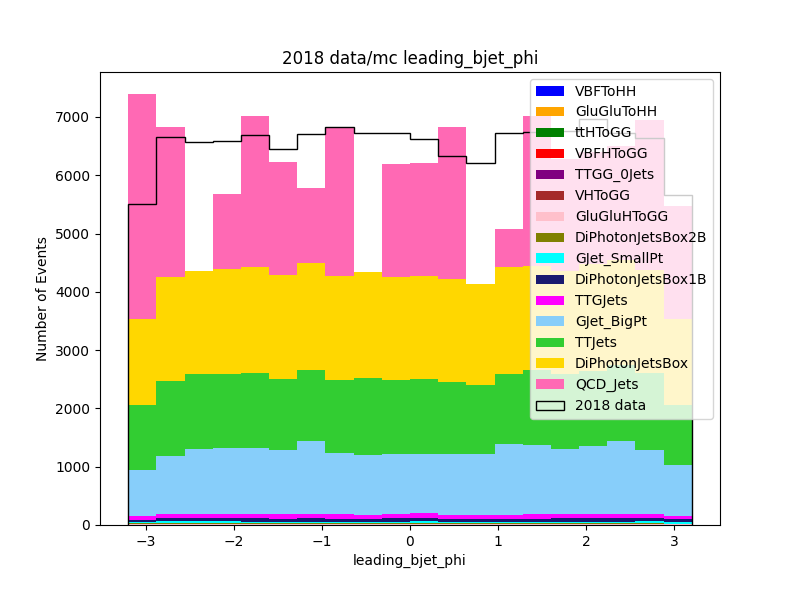 2018 data/mc leading_bjet_phi
Number of Events
7000
6000
5000
4000
3000
2000
1000
0
VBFToHH
GluGluToHH
ttHToGG
VBFHToGG
TTGG_0Jets
VHToGG
GluGluHToGG
DiPhotonJetsBox2B
GJet_SmallPt
DiPhotonJetsBox1B
TTGJets
GJet_BigPt
TTJets
DiPhotonJetsBox
QCD_Jets
2018 data
−3 −2 −1 0 1 2 3
leading_bjet_phi